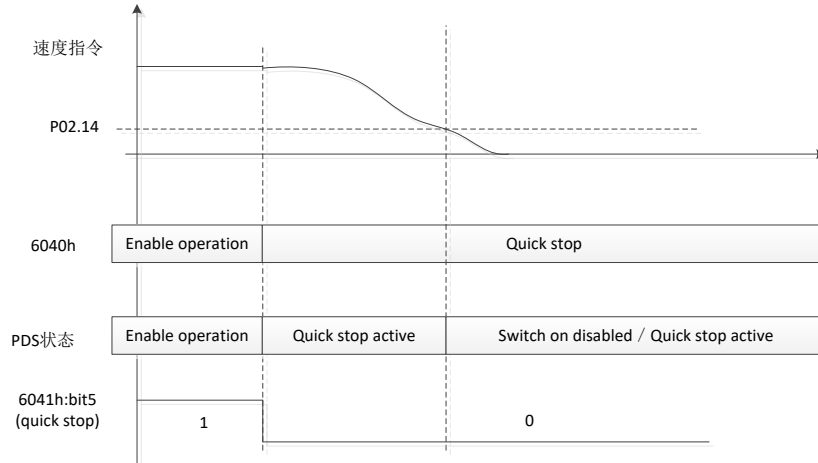 速度指令
P02.14
6040h
Enable operation
Quick stop
PDS状态
Enable operation
Quick stop active
Switch on disabled / Quick stop active
6041h:bit5
(quick stop)
1
0